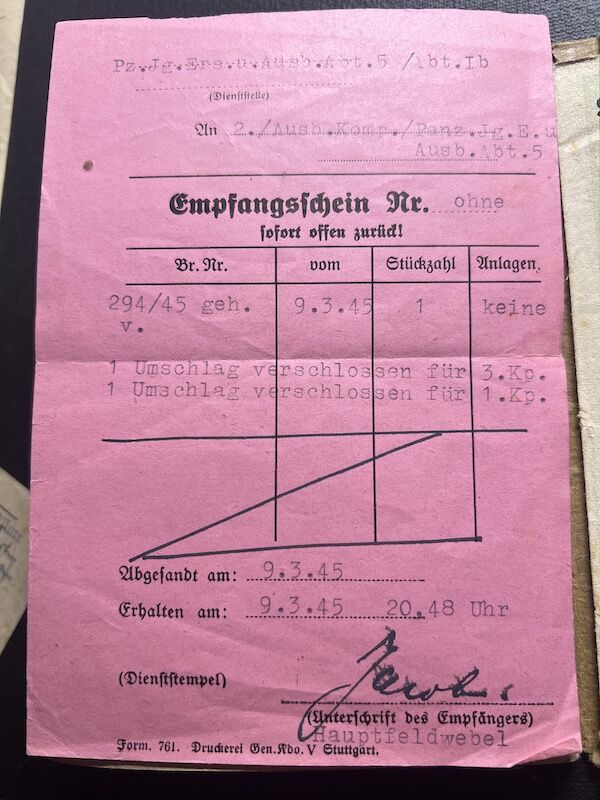 Pz.Jg.Ers.u.Ausb.Abt.5 /Abt.Ib
(Dienststelle)
An 2./Ausb.Komp./Panz.Jg.E.u
Ausb.Abt.5
Empfangsschein Nr. ohne
sofort offen zurück!
Br. Nr. vom Stückzahl Anlagen
294/45 geh. 9.3.45 1 keine
v.
1 Umschlag verschlossen für 3.Kp.
1 Umschlag verschlossen für 1.Kp.
Abgesandt am: 9.3.45
Erhalten am: 9.3.45 20.48 Uhr
Jacobs
(Dienststempel)
(Unterschrift des Empfängers)
Hauptfeldwebel
Form. 761. Druckerei Gen.Kdo. V Stuttgart.